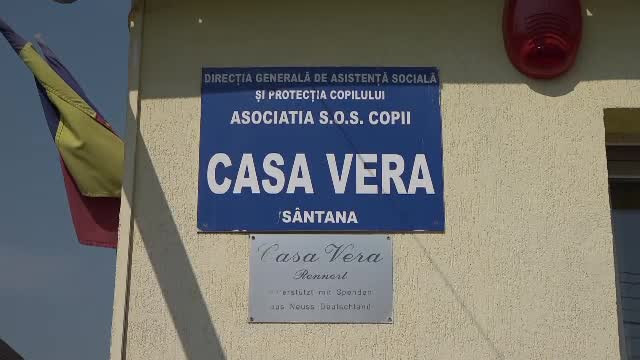 DIRECȚIA GENERALĂ DE ASISTENȚĂ SOCIALĂ
ȘI PROTECȚIA COPILULUI
ASOCIATIA S.O.S. COPII
CASA VERA
SÂNTANA
Casa Vera
Rennert
unterstützt mit Spenden
aus Neuss Deutschland